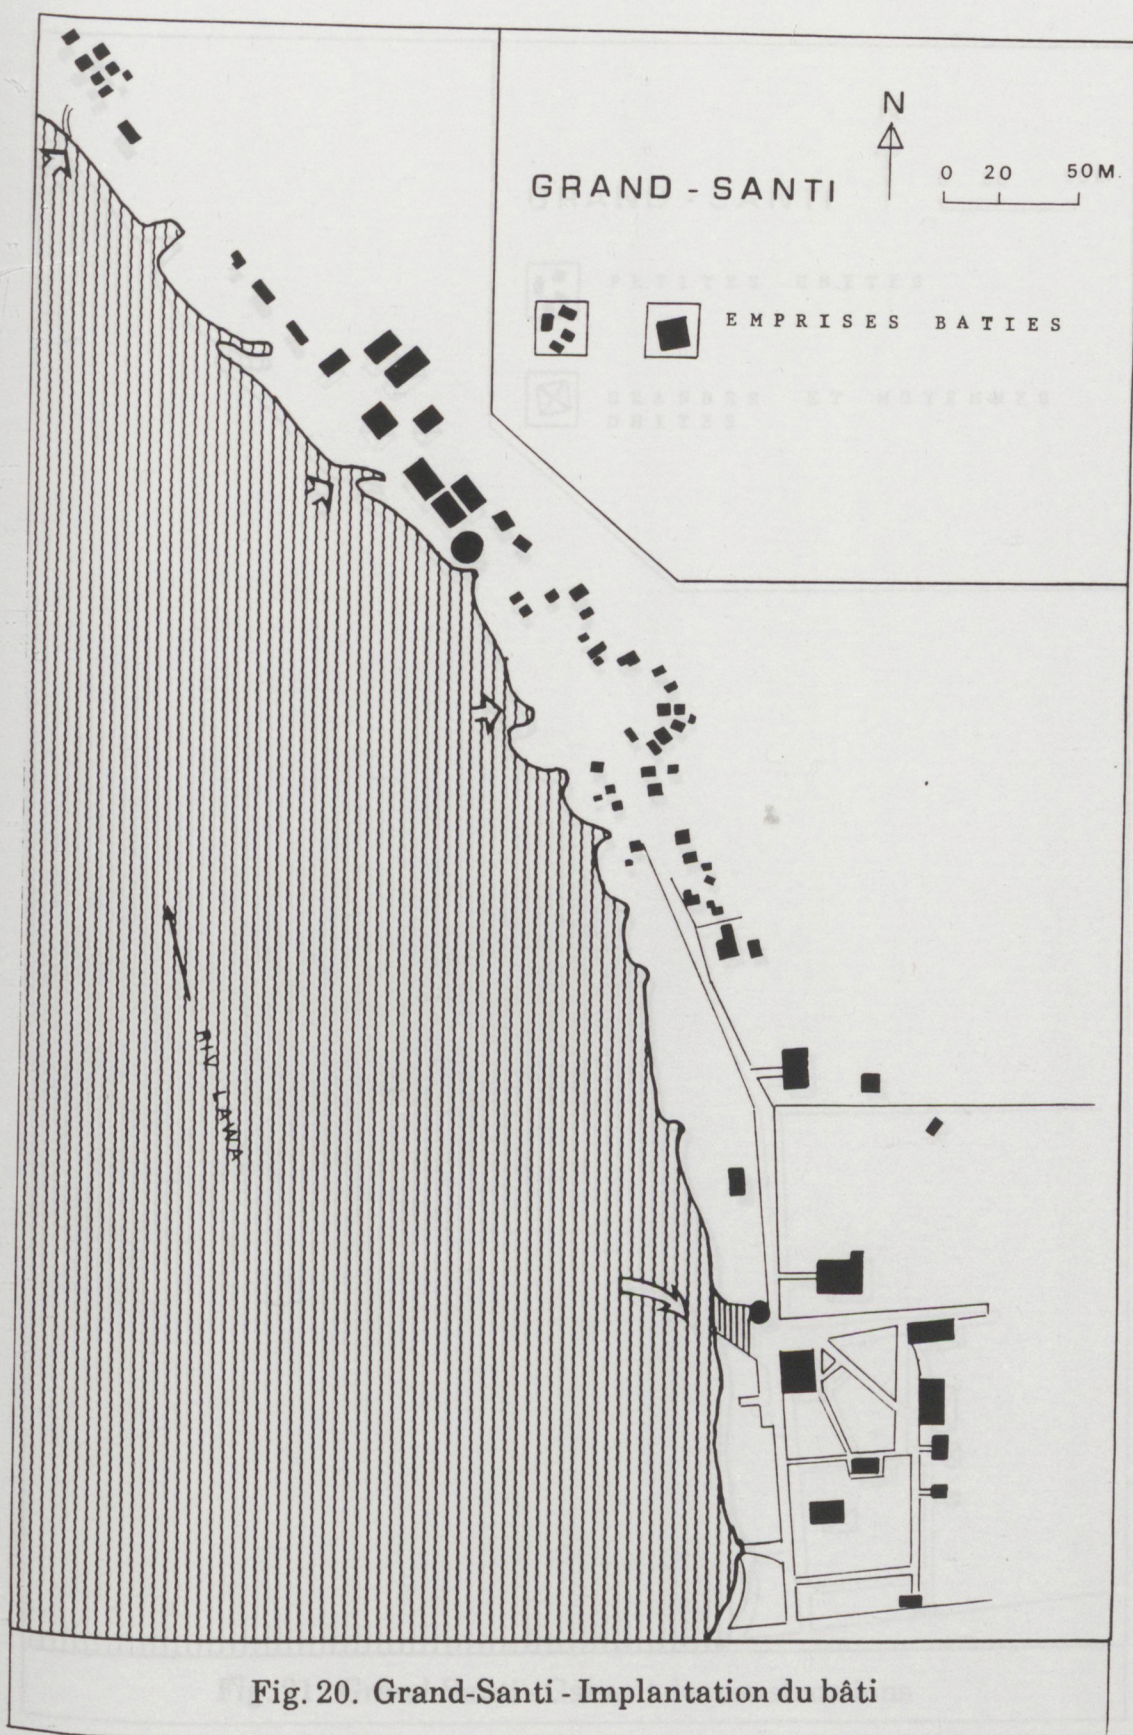 N
GRAND - SANTI
0 20 50M.
EMPRISES BATIES
RIV LAWA
Fig. 20. Grand-Santi - Implantation du bâti